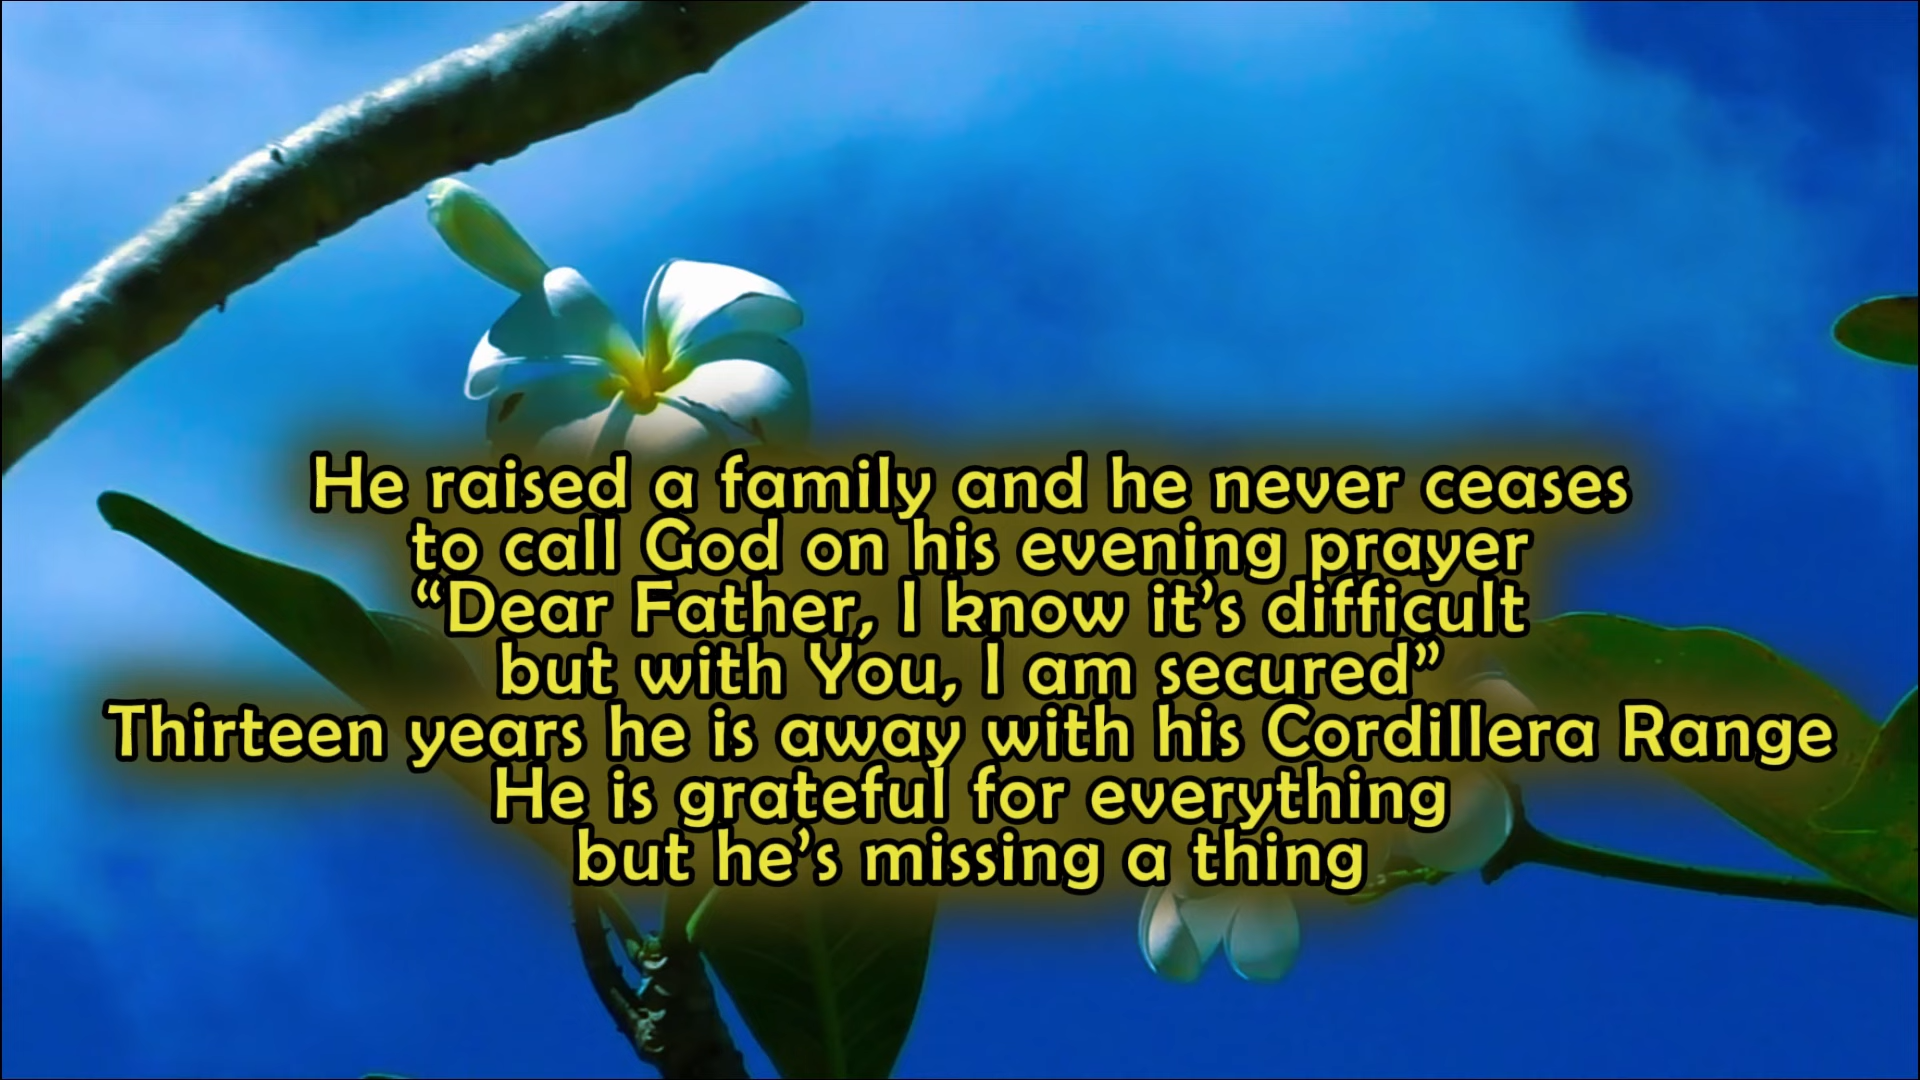 He raised a family and he never ceases
to call God on his evening prayer
“Dear Father, I know it’s difficult
but with You, I am secured”
Thirteen years he is away with his Cordillera Range
He is grateful for everything
but he’s missing a thing